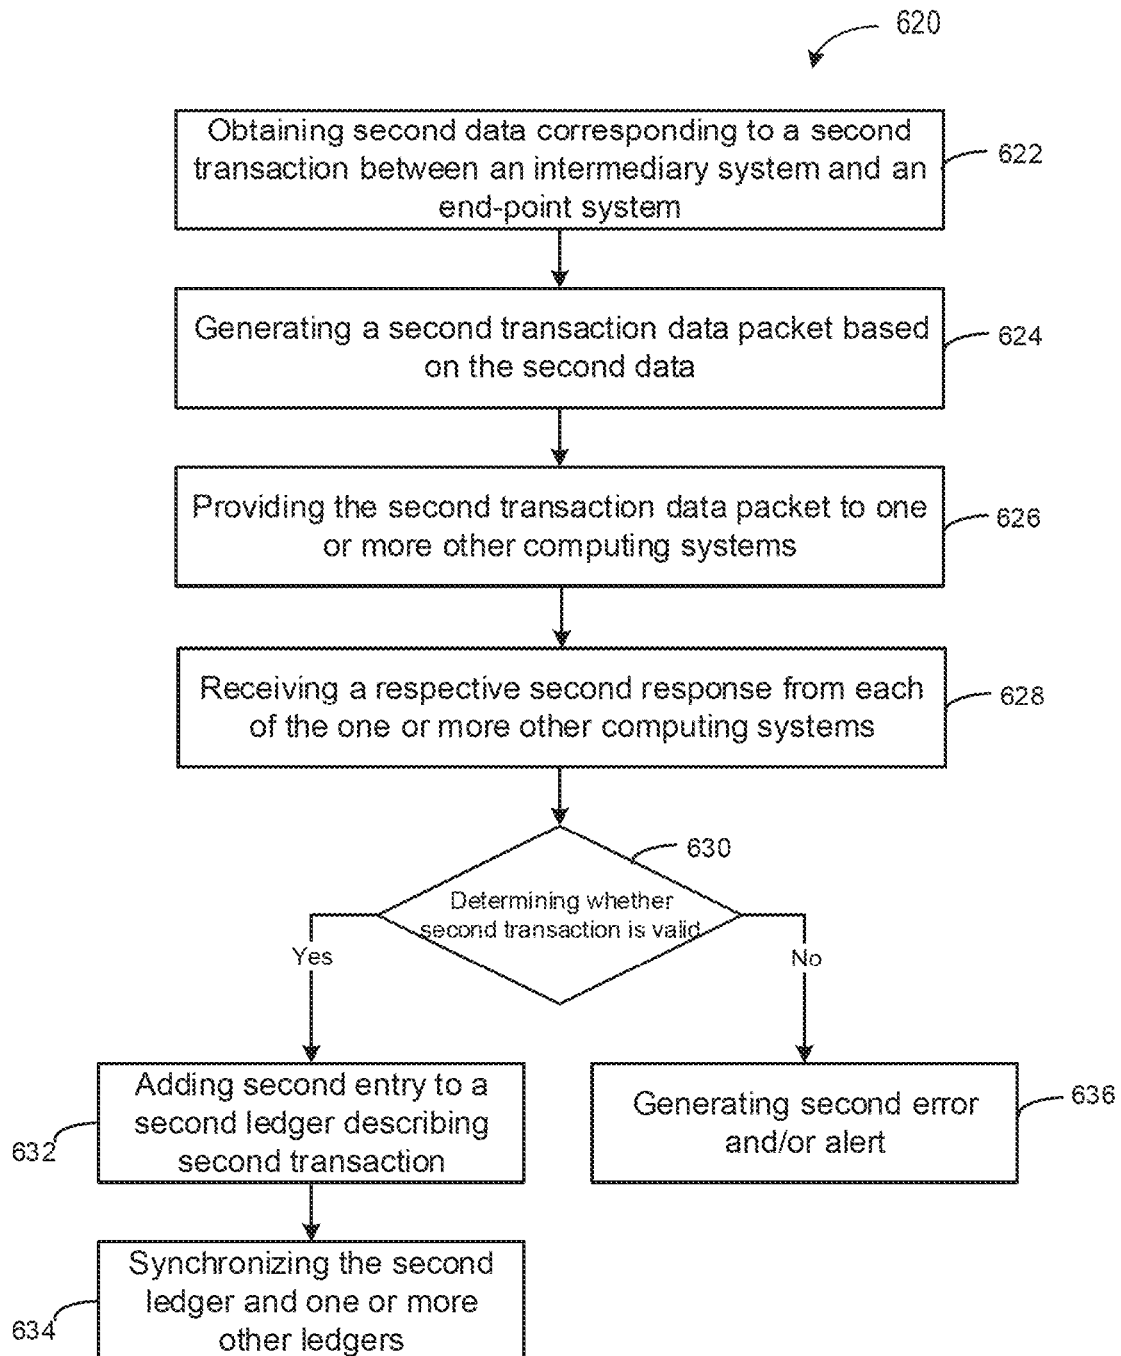 620
Obtaining second data corresponding to a second
transaction between an intermediary system and an
end-point system
622
Generating a second transaction data packet based
on the second data
624
Providing the second transaction data packet to one
or more other computing systems
626
Receiving a respective second response from each
of the one or more other computing systems
628
630
Determining whether
second transaction is valid
Yes
No
Adding second entry to a
second ledger describing
second transaction
632
Generating second error
and/or alert
636
Synchronizing the second
ledger and one or more
other ledgers
634